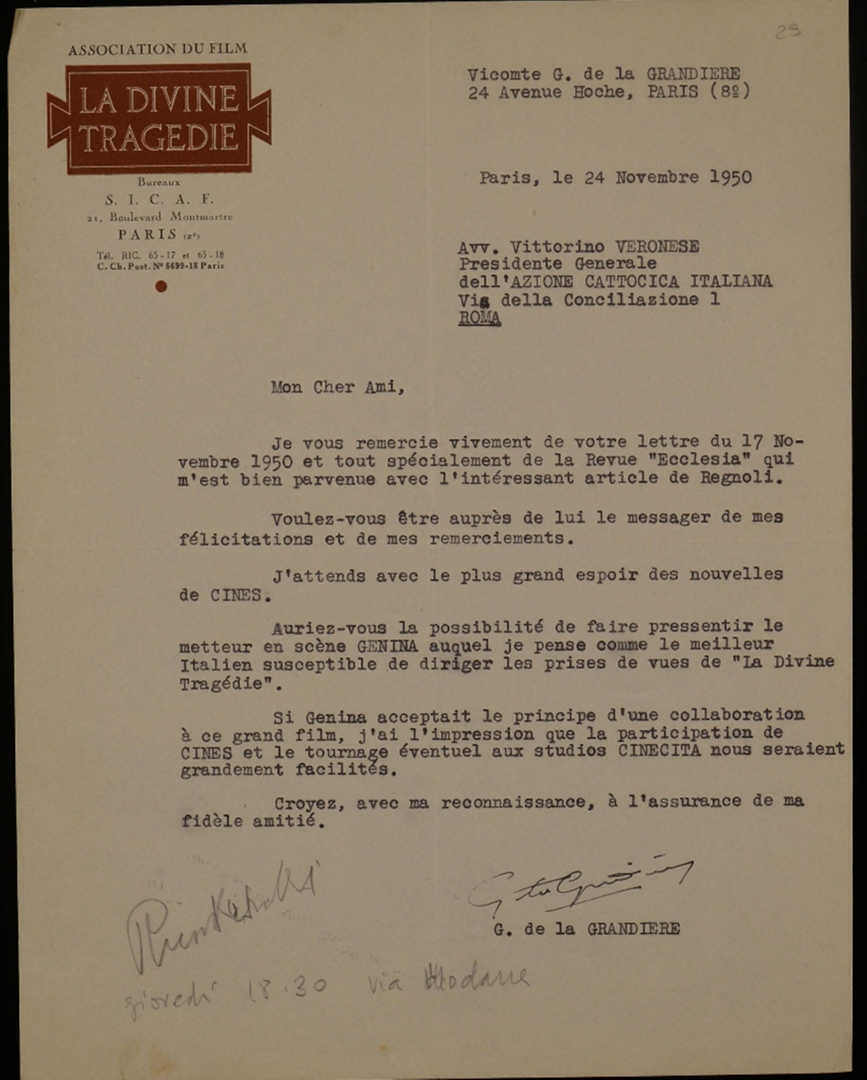 29
ASSOCIATION DU FILM
LA DIVINE
TRAGEDIE
Bureaux
S. I. C. A. F.
21, Boulevard Montmartre
PARIS (2e)
Tél. RIC. 65-17 et 65-18
C. Ch. Post. Nº 6699-18 Paris
Vicomte G. de la GRANDIERE
24 Avenue Hoche, PARIS (8º)
Paris, le 24 Novembre 1950
Avv. Vittorino VERONESE
Presidente Generale
dell'AZIONE CATTOCICA ITALIANA
Via della Conciliazione 1
ROMA
Mon Cher Ami,
Je vous remercie vivement de votre lettre du 17 No-
vembre 1950 et tout spécialement de la Revue "Ecclesia" qui
m'est bien parvenue avec l'intéressant article de Regnoli.
Voulez-vous être auprès de lui le messager de mes
félicitations et de mes remerciements.
J'attends avec le plus grand espoir des nouvelles
de CINES.
Auriez-vous la possibilité de faire pressentir le
metteur en scène GENINA auquel je pense comme le meilleur
Italien susceptible de diriger les prises de vues de "La Divine
Tragédie".
Si Genina acceptait le principe d'une collaboration
à ce grand film, j'ai l'impression que la participation de
CINES et le tournage éventuel aux studios CINECITA nous seraient
grandement facilités.
Croyez, avec ma reconnaissance, à l'assurance de ma
fidèle amitié.
G. de la GRANDIERE
giovedì 18.30 via Modane